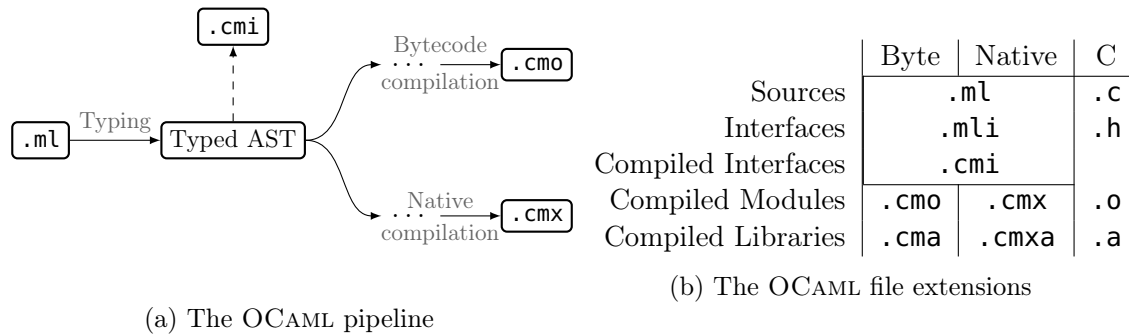 .cmi
Bytecode
... .cmo
compilation
.ml Typing Typed AST
Native
... .cmx
compilation
(a) The OCAML pipeline
Byte Native C
Sources .ml .c
Interfaces .mli .h
Compiled Interfaces .cmi
Compiled Modules .cmo .cmx .o
Compiled Libraries .cma .cmxa .a
(b) The OCAML file extensions